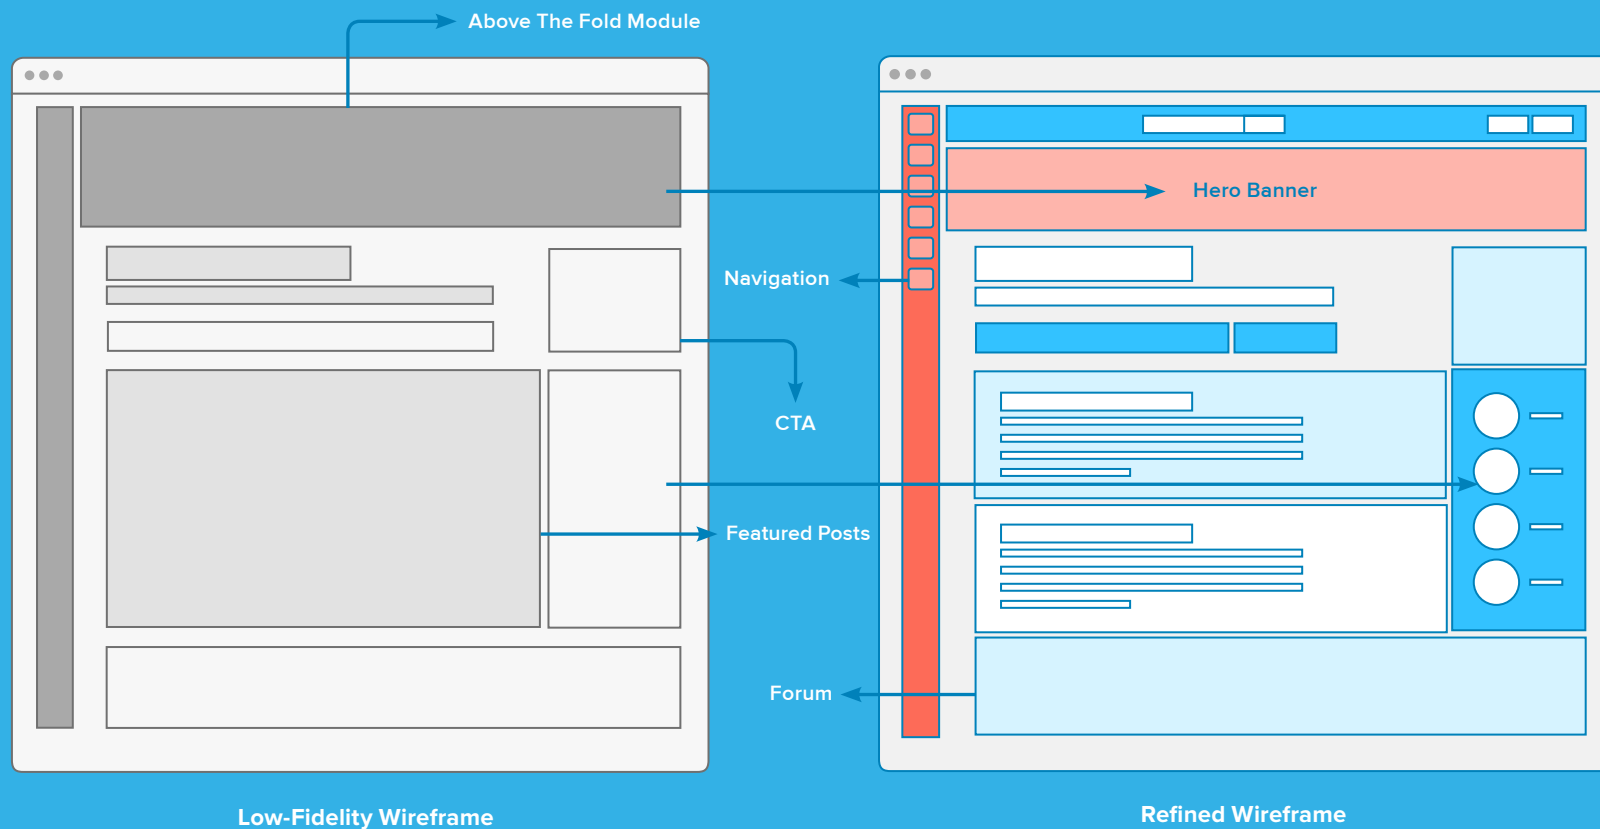 Above The Fold Module
Hero Banner
Navigation
CTA
Featured Posts
Forum
Low-Fidelity Wireframe
Refined Wireframe